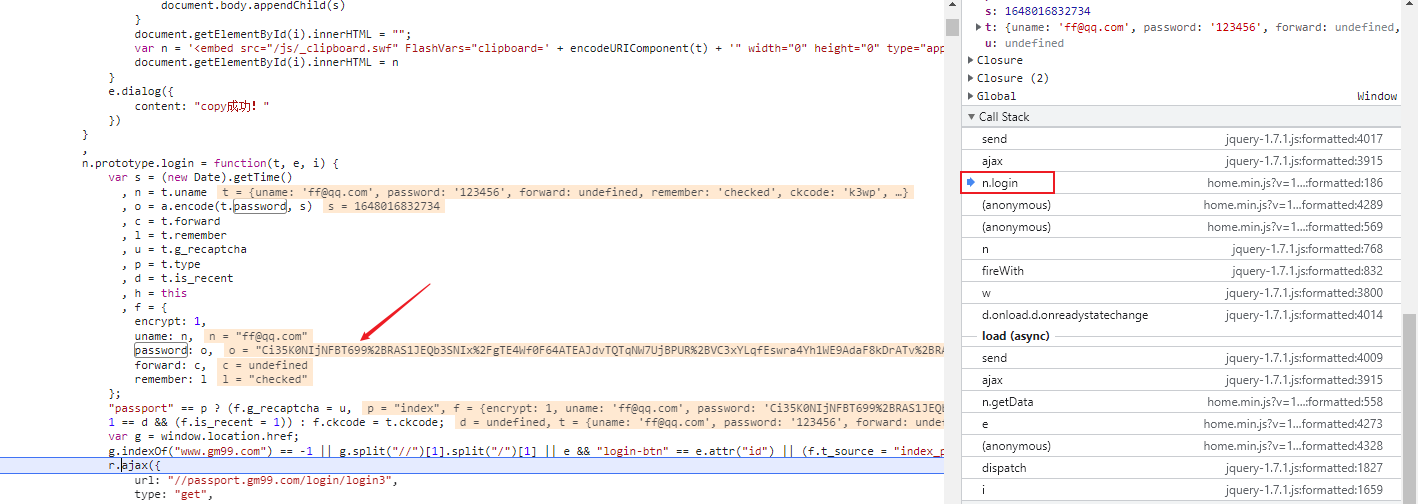 document.body.appendChild(s)
}
document.getElementById(i).innerHTML = "";
var n = '<embed src="/js/_clipboard.swf" FlashVars="clipboard=' + encodeURIComponent(t) + '" width="0" height="0" type="app
document.getElementById(i).innerHTML = n
}
e.dialog({
content: "copy成功! "
})
}
,
n.prototype.login = function(t, e, i) {
var s = (new Date).getTime()
, n = t.uname t = {uname: 'ff@qq.com', password: '123456', forward: undefined, remember: 'checked', ckcode: 'k3wp', …}
, o = a.encode(t.password, s) s = 1648016832734
, c = t.forward
, l = t.remember
, u = t.g_recaptcha
, p = t.type
, d = t.is_recent
, h = this
, f = {
encrypt: 1,
uname: n, n = "ff@qq.com"
password: o, o = "Ci35K0NIjNFBT699%2BRAS1JEQb3SNIx%2FgTE4Wf0F64ATEAJdvTQTqNW7UjBPUR%2BVC3xYLqfEswra4Yh1WE9AdaF8kDrATv%2BRA
forward: c, c = undefined
remember: l l = "checked"
};
"passport" == p ? (f.g_recaptcha = u, p = "index", f = {encrypt: 1, uname: 'ff@qq.com', password: 'Ci35K0NIjNFBT699%2BRAS1JEQb
1 == d && (f.is_recent = 1)) : f.ckcode = t.ckcode; d = undefined, t = {uname: 'ff@qq.com', password: '123456', forward: unde
var g = window.location.href;
g.indexOf("www.gm99.com") == -1 || g.split("//")[1].split("/")[1] || e && "login-btn" == e.attr("id") || (f.t_source = "index_p
r.ajax({
url: "//passport.gm99.com/login/login3",
type: "get",
s: 1648016832734
t: {uname: 'ff@qq.com', password: '123456', forward: undefined,
u: undefined
Closure
Closure (2)
Global Window
Call Stack
send jquery-1.7.1.js:formatted:4017
ajax jquery-1.7.1.js:formatted:3915
n.login home.min.js?v=1…:formatted:186
(anonymous) home.min.js?v=1…:formatted:4289
(anonymous) home.min.js?v=1…:formatted:569
n jquery-1.7.1.js:formatted:768
fireWith jquery-1.7.1.js:formatted:832
w jquery-1.7.1.js:formatted:3800
d.onload.d.onreadystatechange jquery-1.7.1.js:formatted:4014
load (async)
send jquery-1.7.1.js:formatted:4009
ajax jquery-1.7.1.js:formatted:3915
n.getData home.min.js?v=1…:formatted:558
e home.min.js?v=1…:formatted:4273
(anonymous) home.min.js?v=1…:formatted:4328
dispatch jquery-1.7.1.js:formatted:1827
i jquery-1.7.1.js:formatted:1659